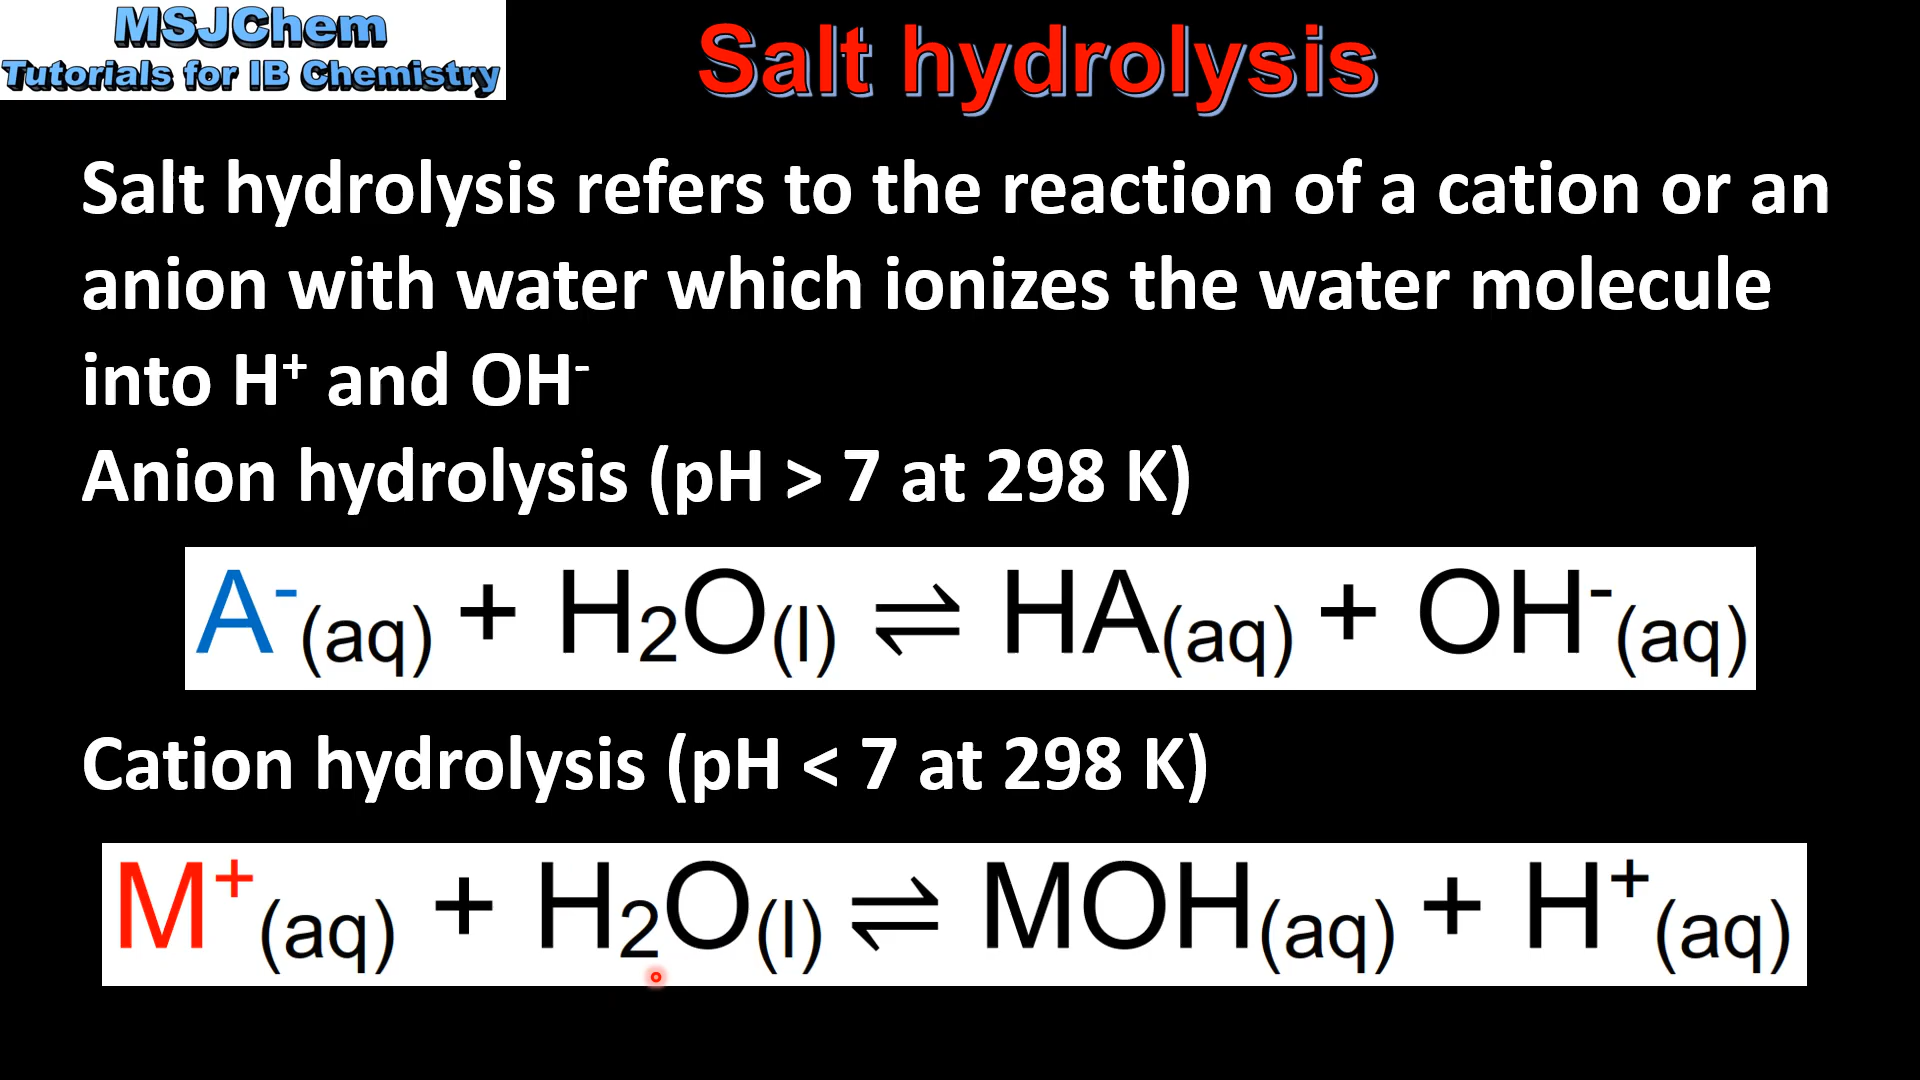 MSJChem
Tutorials for IB Chemistry
Salt hydrolysis
Salt hydrolysis refers to the reaction of a cation or an
anion with water which ionizes the water molecule
into H⁺ and OH⁻
Anion hydrolysis (pH > 7 at 298 K)
A⁻(aq) + H₂O(l) ⇌ HA(aq) + OH⁻(aq)
Cation hydrolysis (pH < 7 at 298 K)
M⁺(aq) + H₂O(l) ⇌ MOH(aq) + H⁺(aq)